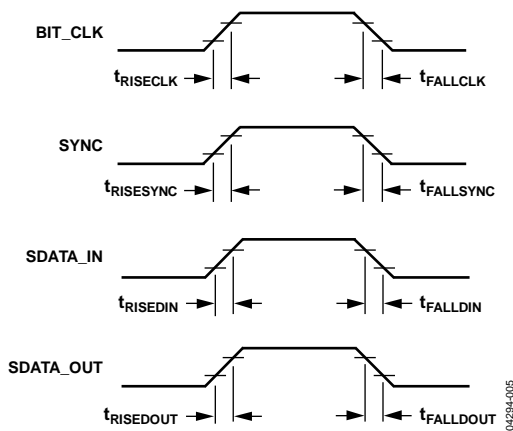 BIT_CLK
tRISECLK
tFALLCLK
SYNC
tRISESYNC
tFALLSYNC
SDATA_IN
tRISEDIN
tFALLDIN
SDATA_OUT
tRISEDOUT
tFALLDOUT
04294-005